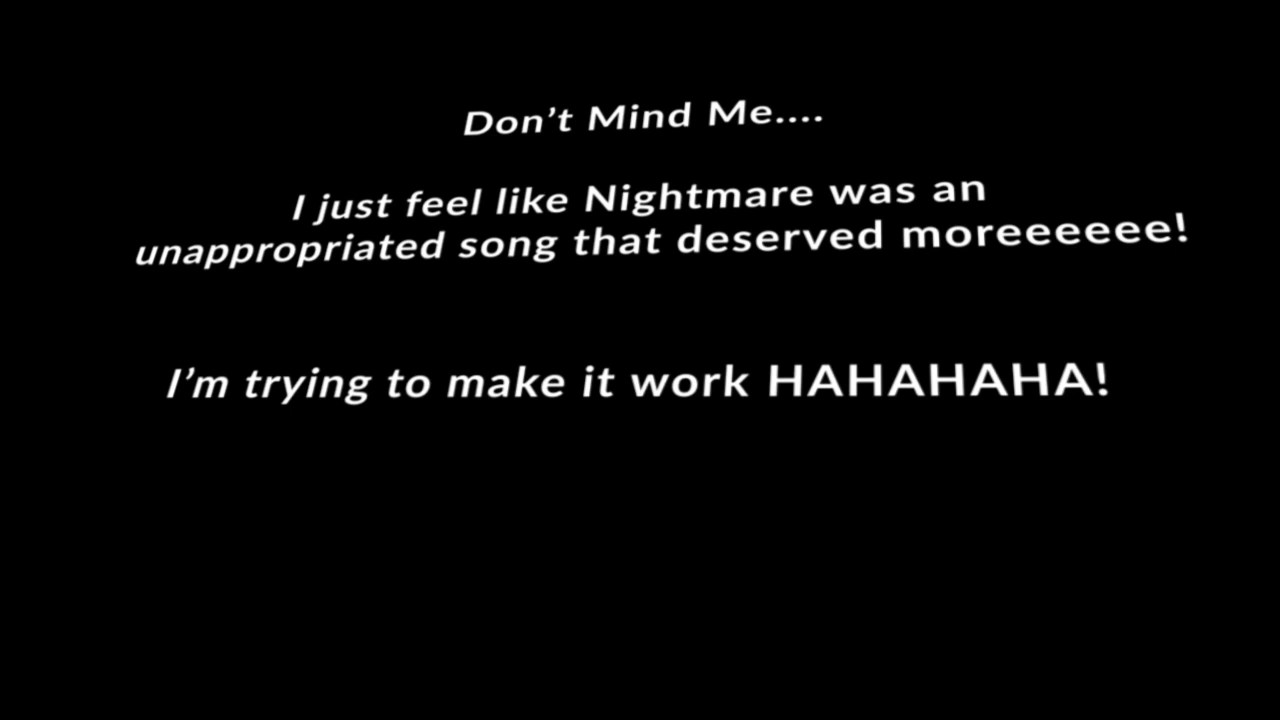 Don’t Mind Me....
I just feel like Nightmare was an
unappropriated song that deserved moreeeeeee!
I’m trying to make it work HAHAHAHA!